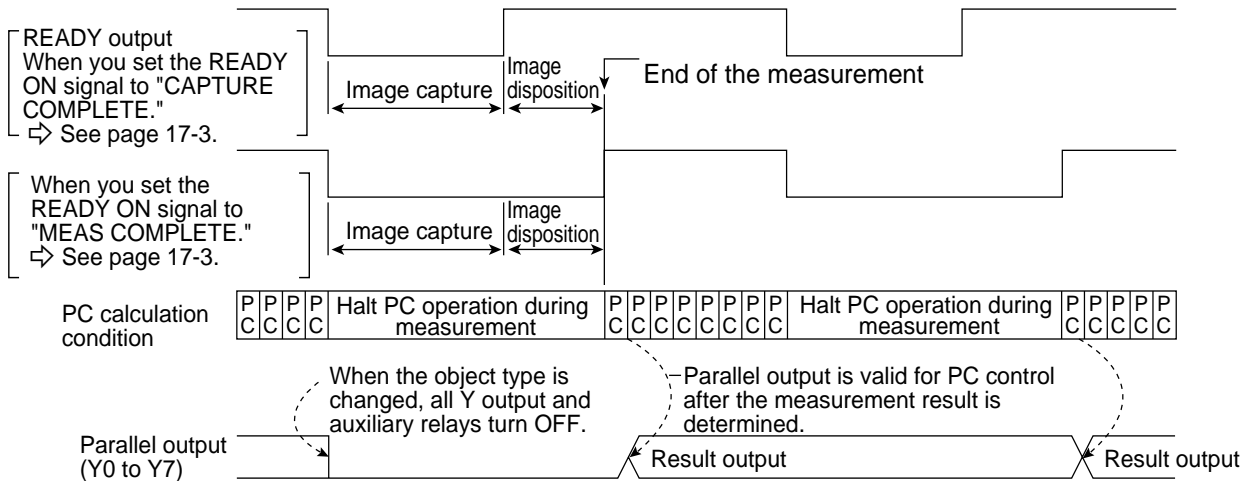 READY output
When you set the READY
ON signal to "CAPTURE
COMPLETE."
⇨ See page 17-3.
Image capture
Image
disposition
End of the measurement
When you set the
READY ON signal to
"MEAS COMPLETE."
⇨ See page 17-3.
Image capture
Image
disposition
PC calculation
condition
P P P P
C C C C
Halt PC operation during
measurement
P P P P P P P P
C C C C C C C C
Halt PC operation during
measurement
P P P P P
C C C C C
When the object type is
changed, all Y output and
auxiliary relays turn OFF.
Parallel output is valid for PC control
after the measurement result is
determined.
Parallel output
(Y0 to Y7)
Result output
Result output